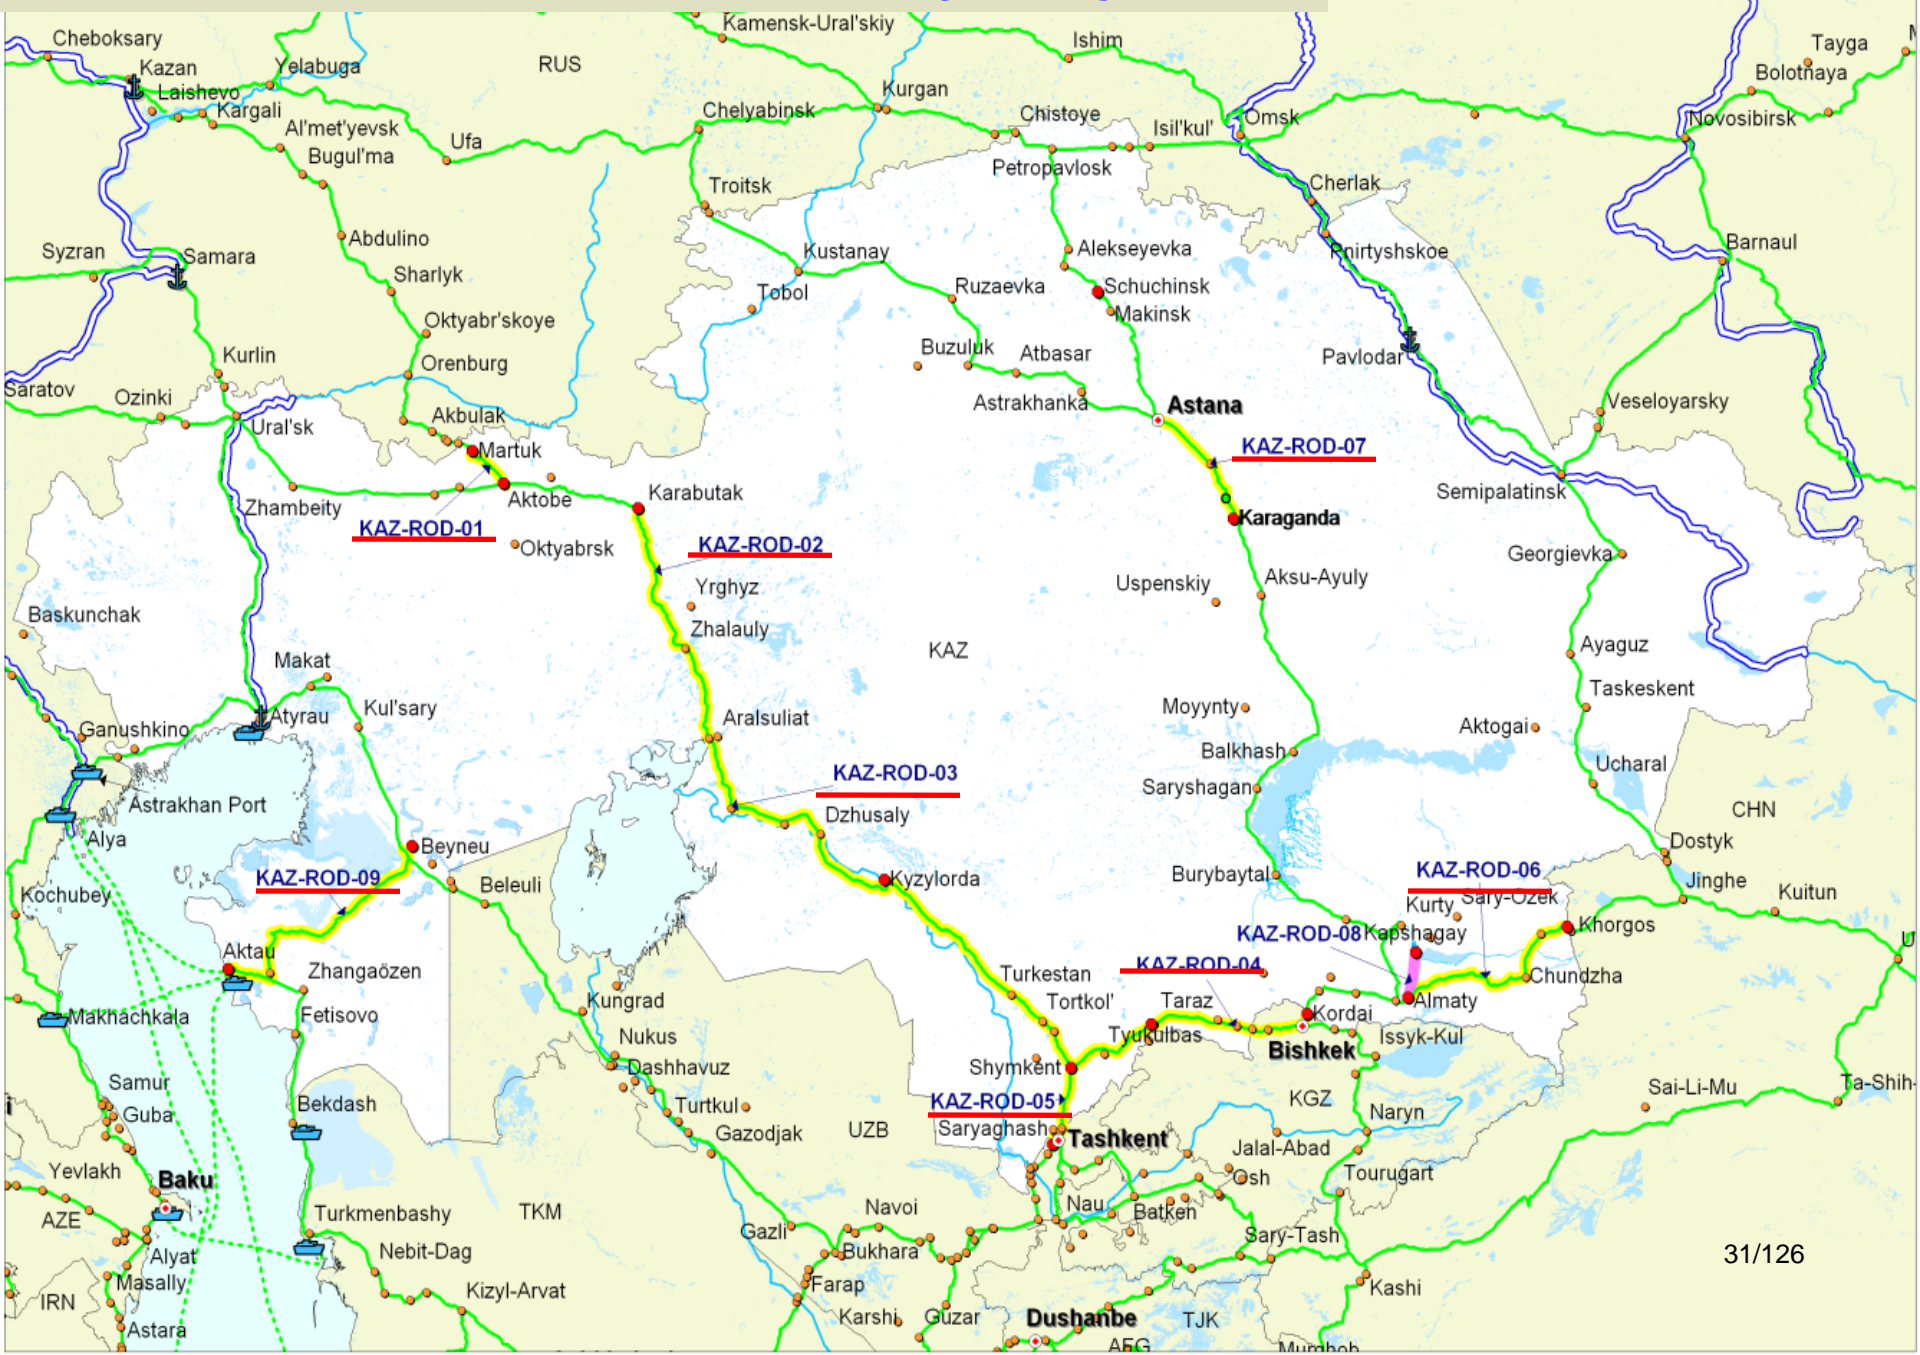 Kamensk-Ural'skiy
Ishim
Tayga
Cheboksary
RUS
Kazan
Yelabuga
Bolotnaya
Laishevo
Kurgan
Kargali
Chelyabinsk
Chistoye
Isil'kul'
Omsk
Novosibirsk
Al'met'yevsk
Ufa
Bugul'ma
Petropavlosk
Troitsk
Cherlak
Abdulino
Barnaul
Syzran
Samara
Kustanay
Alekseyevka
Pnirtyshskoe
Sharlyk
Tobol
Ruzaevka
Schuchinsk
Makinsk
Oktyabr'skoye
Buzuluk
Atbasar
Pavlodar
Kurlin
Orenburg
Saratov
Ozinki
Astrakhanka
Astana
Veseloyarsky
Akbulak
Ural'sk
Martuk
KAZ-ROD-07
Karabutak
Semipalatinsk
Zhambeity
Aktobe
Karaganda
KAZ-ROD-01
KAZ-ROD-02
Oktyabrsk
Georgievka
Yrghyz
Uspenskiy
Aksu-Ayuly
Baskunchak
Zhalauly
KAZ
Ayaguz
Makat
Taskeskent
Kul'sary
Moyynty
Atyrau
Aralsuliat
Aktogai
Ganushkino
Balkhash
Ucharal
KAZ-ROD-03
Saryshagan
Astrakhan Port
Dzhusaly
CHN
Alya
Beyneu
Dostyk
KAZ-ROD-09
Beleuli
Kyzylorda
Burybaytal
KAZ-ROD-06
Jinghe
Kochubey
Sary-Ozek
Kuitun
Kurty
Khorgos
KAZ-ROD-08
Kapshagay
Aktau
KAZ-ROD-04
Zhangaözen
Turkestan
Chundzha
Kungrad
Tortkol'
Taraz
Almaty
Makhachkala
Fetisovo
Kordai
Nukus
Tyukulbas
Issyk-Kul
Bishkek
Dashhavuz
Shymkent
Samur
Sai-Li-Mu
Ta-Shih-
Bekdash
Turtkul
KAZ-ROD-05
KGZ
Guba
Naryn
Gazodjak
UZB
Saryaghash
Tashkent
Jalal-Abad
Yevlakh
Baku
Osh
Tourugart
AZE
Turkmenbashy
TKM
Navoi
Nau
Batken
Gazli
Sary-Tash
Alyat
Nebit-Dag
Bukhara
31/126
Masally
Farap
Kashi
IRN
Kizyl-Arvat
Karshi
Guzar
Dushanbe
TJK
Astara
AFG
Murghob